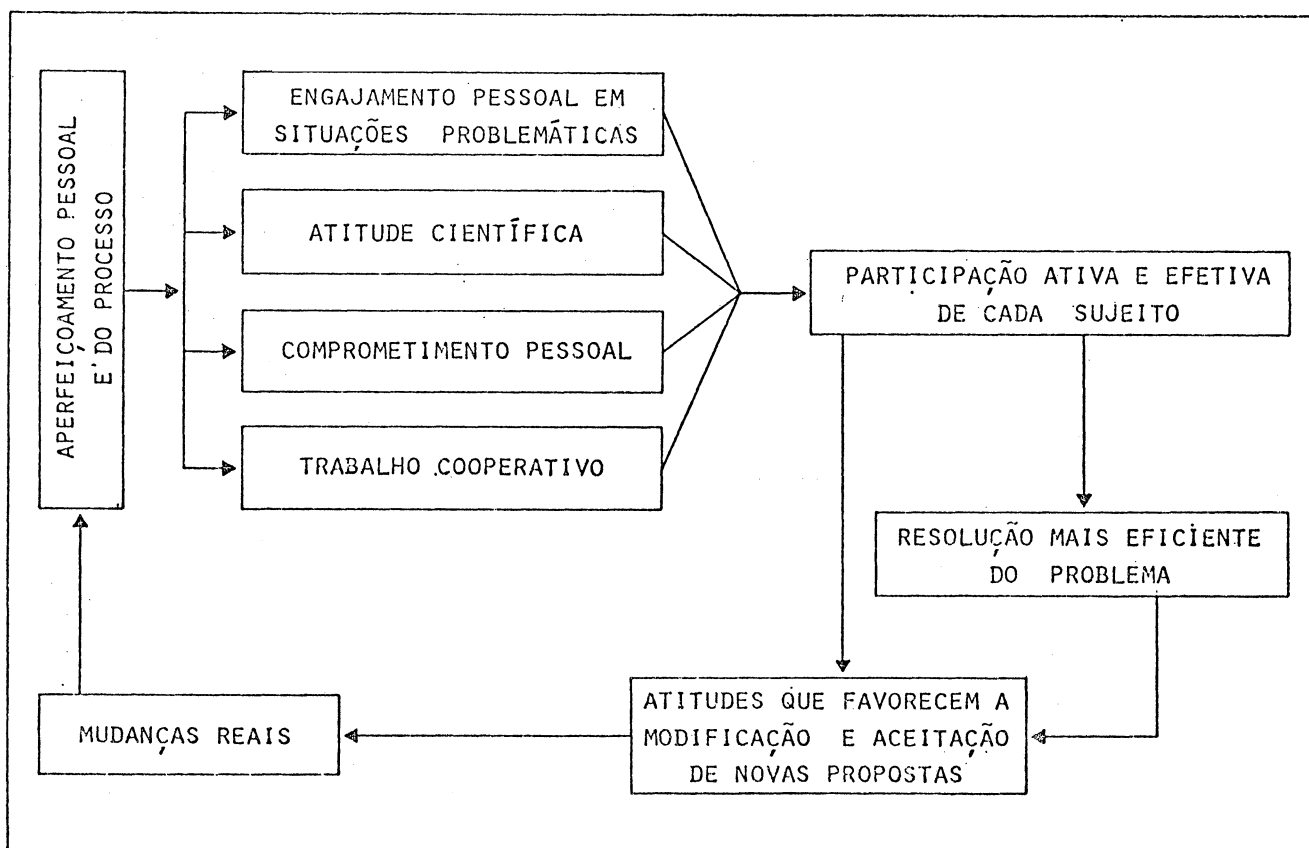 APERFEIÇOAMENTO PESSOAL
E'DO PROCESSO
ENGAJAMENTO PESSOAL EM
SITUAÇÕES PROBLEMÁTICAS
ATITUDE CIENTÍFICA
COMPROMETIMENTO PESSOAL
TRABALHO .COOPERATIVO
PARTICIPAÇÃO ATIVA E EFETIVA
DE CADA SUJEITO
RESOLUÇÃO MAIS EFICIENTE
DO PROBLEMA
ATITUDES QUE FAVORECEM A
MODIFICAÇÃO E ACEITAÇÃO
DE NOVAS PROPOSTAS
MUDANÇAS REAIS